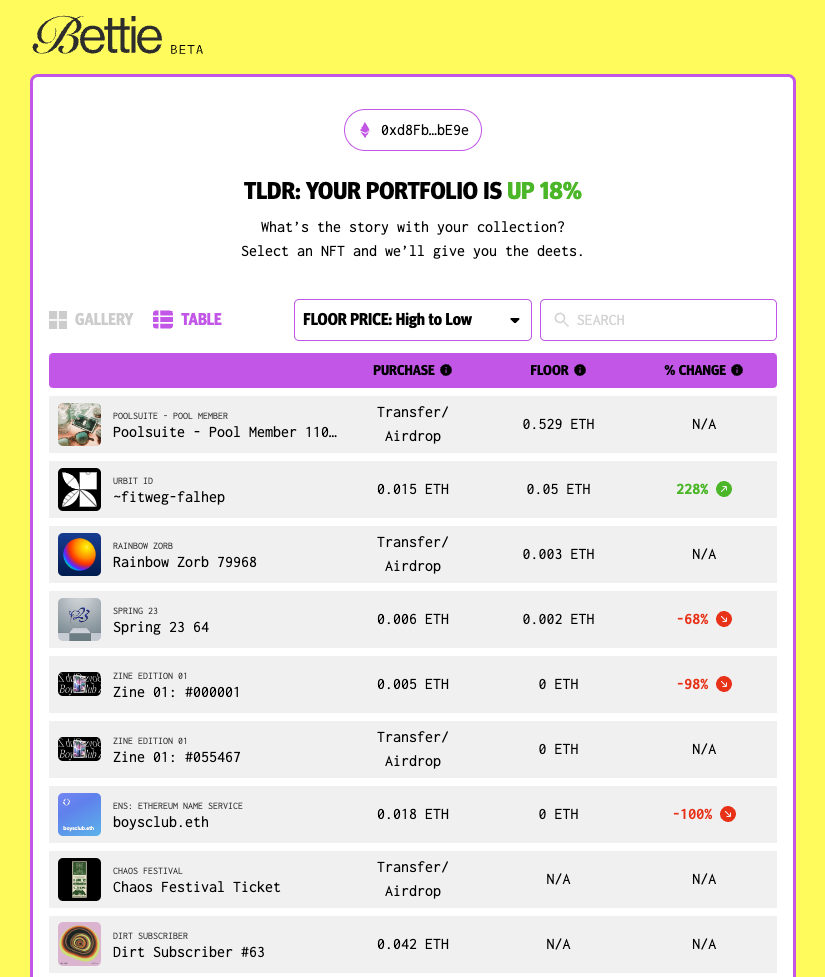 Bettie BETA
0xd8Fb…bE9e
TLDR: YOUR PORTFOLIO IS UP 18%
What’s the story with your collection?
Select an NFT and we’ll give you the deets.
GALLERY TABLE FLOOR PRICE: High to Low SEARCH
PURCHASE FLOOR % CHANGE
POOLSUITE - POOL MEMBER
Poolsuite - Pool Member 110… Transfer/ Airdrop 0.529 ETH N/A
URBIT ID
~fitweg-falhep 0.015 ETH 0.05 ETH 228%
RAINBOW ZORB
Rainbow Zorb 79968 Transfer/ Airdrop 0.003 ETH N/A
SPRING 23
Spring 23 64 0.006 ETH 0.002 ETH -68%
ZINE EDITION 01
Zine 01: #000001 0.005 ETH 0 ETH -98%
ZINE EDITION 01
Zine 01: #055467 Transfer/ Airdrop 0 ETH N/A
ENS: ETHEREUM NAME SERVICE
boysclub.eth 0.018 ETH 0 ETH -100%
boysclub.eth
CHAOS FESTIVAL
Chaos Festival Ticket Transfer/ Airdrop N/A N/A
DIRT SUBSCRIBER
Dirt Subscriber #63 0.042 ETH N/A N/A